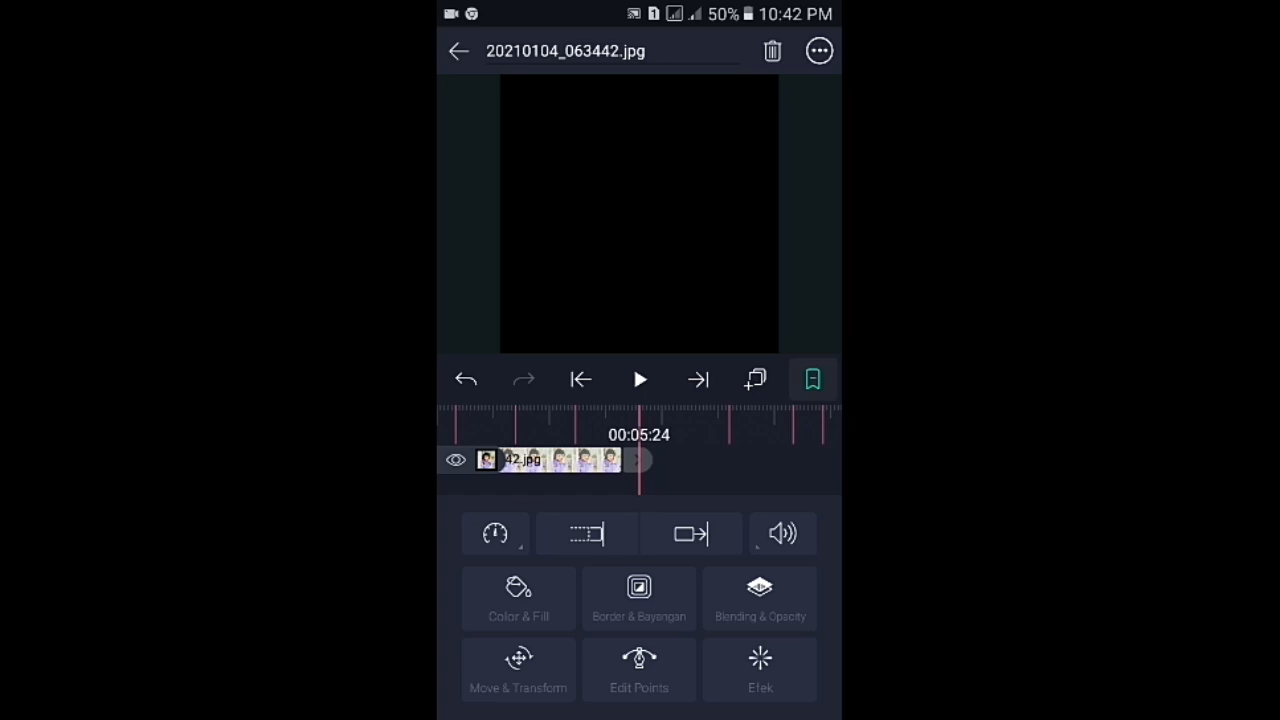 1 50% 10:42 PM
20210104_063442.jpg
00:05:24
42.jpg
Color & Fill
Border & Bayangan
Blending & Opacity
Move & Transform
Edit Points
Efek